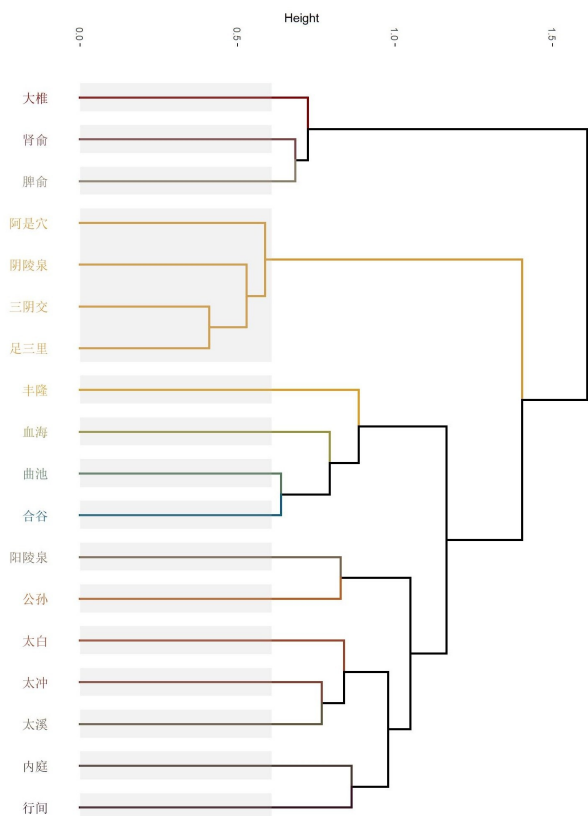 Height
0.0
0.5
1.0
1.5
大椎
肾俞
脾俞
阿是穴
阴陵泉
三阴交
足三里
丰隆
血海
曲池
合谷
阳陵泉
公孙
太白
太冲
太溪
内庭
行间